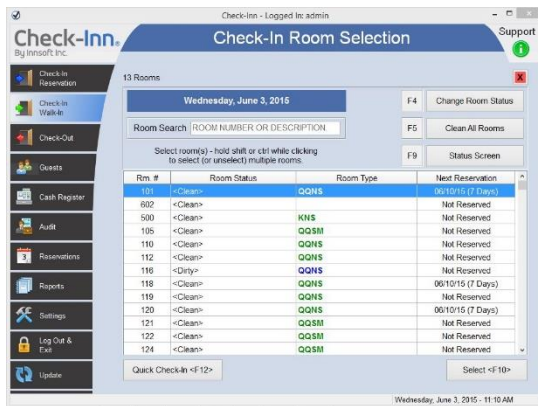 Check-Inn - Logged In: admin
Check-Inn.
By Innsoft Inc.
Check-In Room Selection
Support
Check-In
Reservation
Check-In
Walk-In
Check-Out
Guests
Cash Register
Audit
Reservations
Reports
Settings
Log Out &
Exit
Update
13 Rooms
X
Wednesday, June 3, 2015
F4 Change Room Status
Room Search ROOM NUMBER OR DESCRIPTION
F5 Clean All Rooms
Select room(s) - hold shift or ctrl while clicking
to select (or unselect) multiple rooms.
F9 Status Screen
Rm. # Room Status Room Type Next Reservation
101 <Clean> QQNS 06/10/15 (7 Days)
602 <Clean> Not Reserved
500 <Clean> KNS Not Reserved
105 <Clean> QQSM Not Reserved
110 <Clean> QQNS Not Reserved
112 <Clean> QQNS Not Reserved
116 <Dirty> QQNS Not Reserved
118 <Clean> QQNS 06/10/15 (7 Days)
119 <Clean> QQNS Not Reserved
120 <Clean> QQNS 06/10/15 (7 Days)
121 <Clean> QQSM Not Reserved
122 <Clean> QQSM Not Reserved
124 <Clean> QQSM Not Reserved
Quick Check-In <F12>
Select <F10>
Wednesday, June 3, 2015 - 11:10 AM